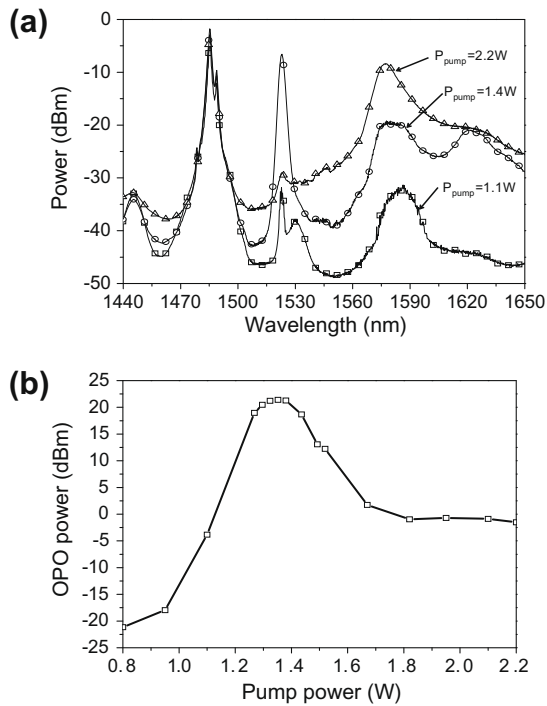 (a)
0
-10
-20
-30
-40
-50
Power (dBm)
P_pump=2.2W
P_pump=1.4W
P_pump=1.1W
1440 1470 1500 1530 1560 1590 1620 1650
Wavelength (nm)
(b)
25
20
15
10
5
0
-5
-10
-15
-20
-25
OPO power (dBm)
0.8 1.0 1.2 1.4 1.6 1.8 2.0 2.2
Pump power (W)